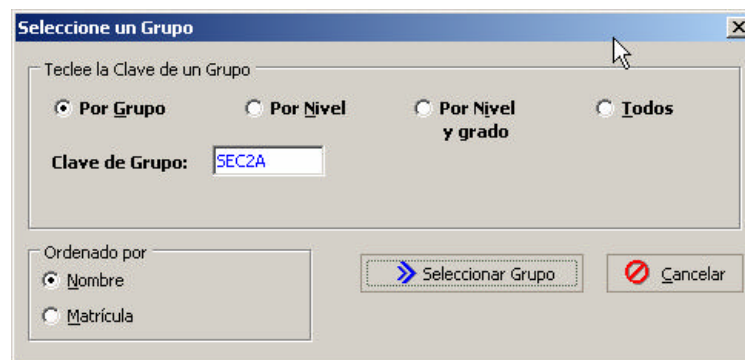 Seleccione un Grupo
Teclee la Clave de un Grupo
Por Grupo Por Nivel Por Nivel y grado Todos
Clave de Grupo: SEC2A
Ordenado por
Nombre
Matrícula
Seleccionar Grupo Cancelar